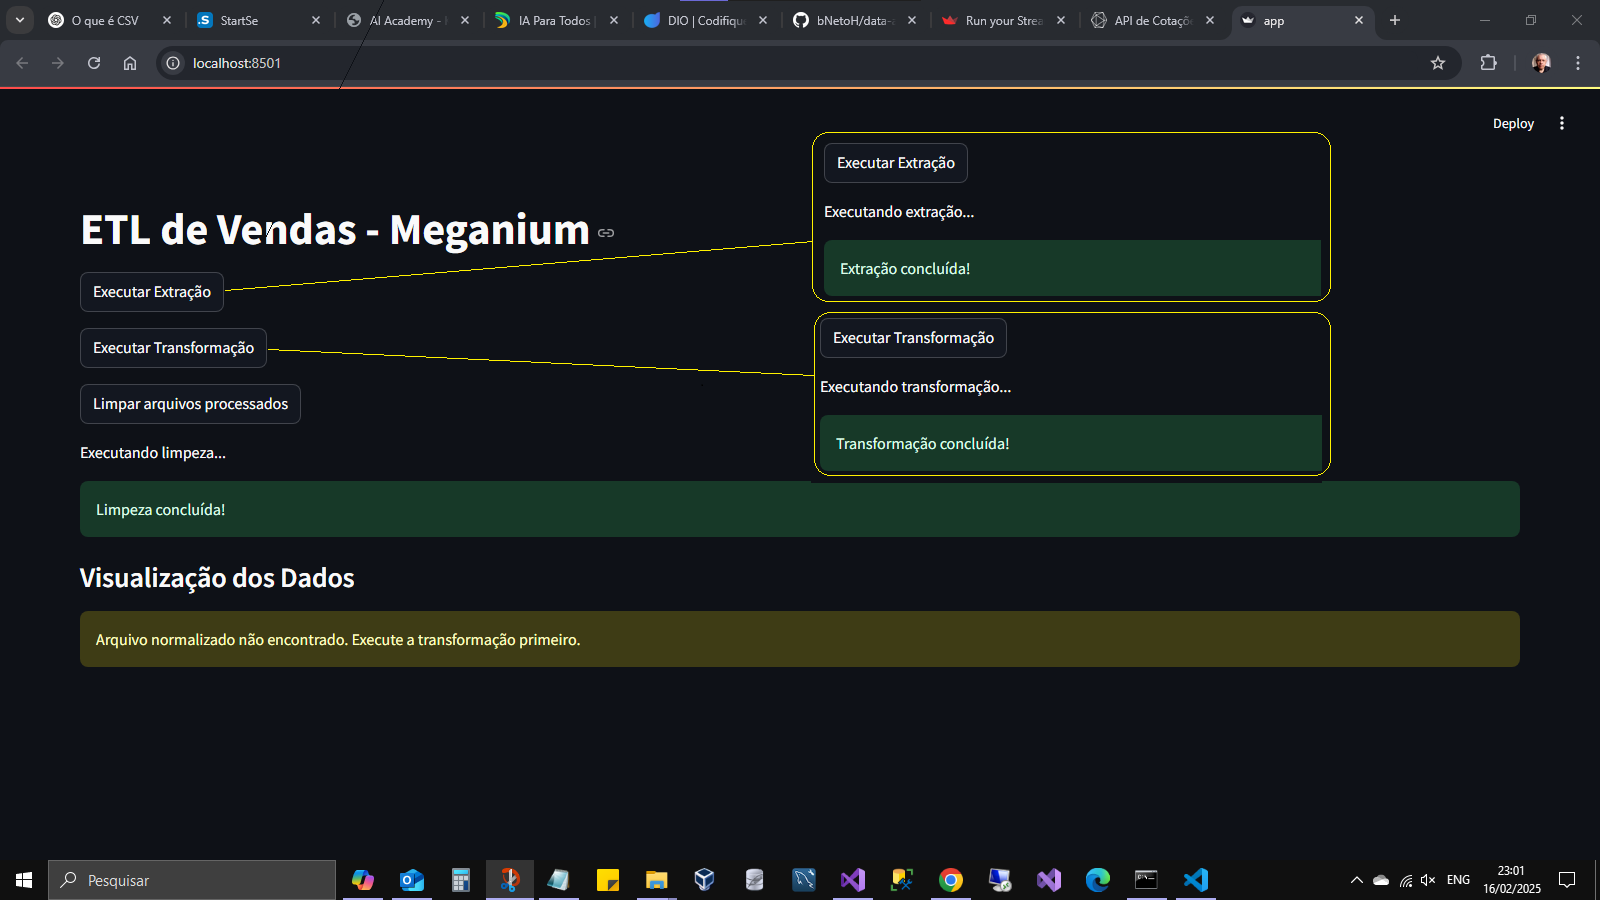 O que é CSV
StartSe
AI Academy -
IA Para Todos
DIO | Codifique
bNetoH/data-
Run your Strea
API de Cotaçõe
app
localhost:8501
Deploy
ETL de Vendas - Meganium
Executar Extração
Executar Transformação
Limpar arquivos processados
Executando limpeza...
Limpeza concluída!
Executar Extração
Executando extração...
Extração concluída!
Executar Transformação
Executando transformação...
Transformação concluída!
Visualização dos Dados
Arquivo normalizado não encontrado. Execute a transformação primeiro.
Pesquisar
ENG
23:01
16/02/2025